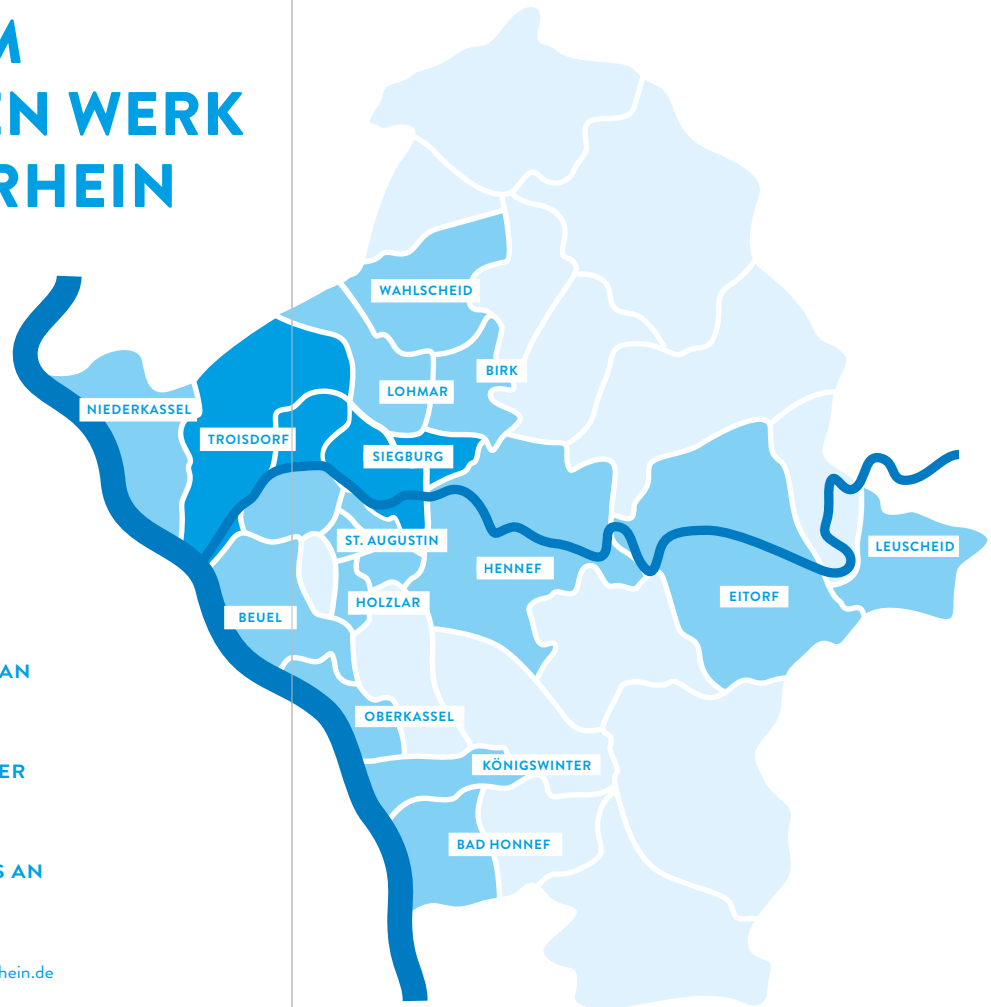 M
EN WERK
RHEIN
WAHLSCHEID
BIRK
LOHMAR
NIEDERKASSEL
TROISDORF
SIEGBURG
ST. AUGUSTIN
LEUSCHEID
HENNEF
EITORF
HOLZLAR
BEUEL
AN
OBERKASSEL
KÖNIGSWINTER
ER
BAD HONNEF
S AN
hein.de